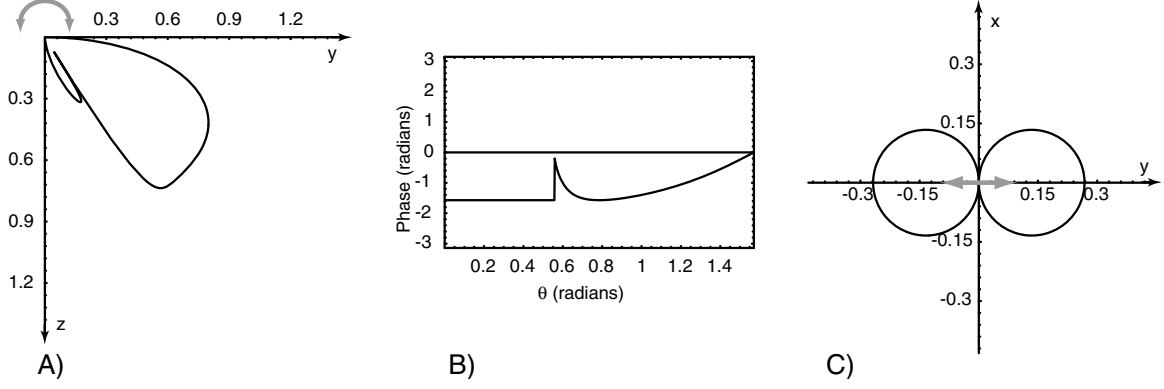 0.3 0.6 0.9 1.2
y
0.3
0.6
0.9
1.2
z
A)
3
2
1
0
-1
-2
-3
Phase (radians)
0.2 0.4 0.6 0.8 1 1.2 1.4
θ (radians)
B)
x
0.3
0.15
y
-0.3 -0.15 0.15 0.3
-0.15
-0.3
C)